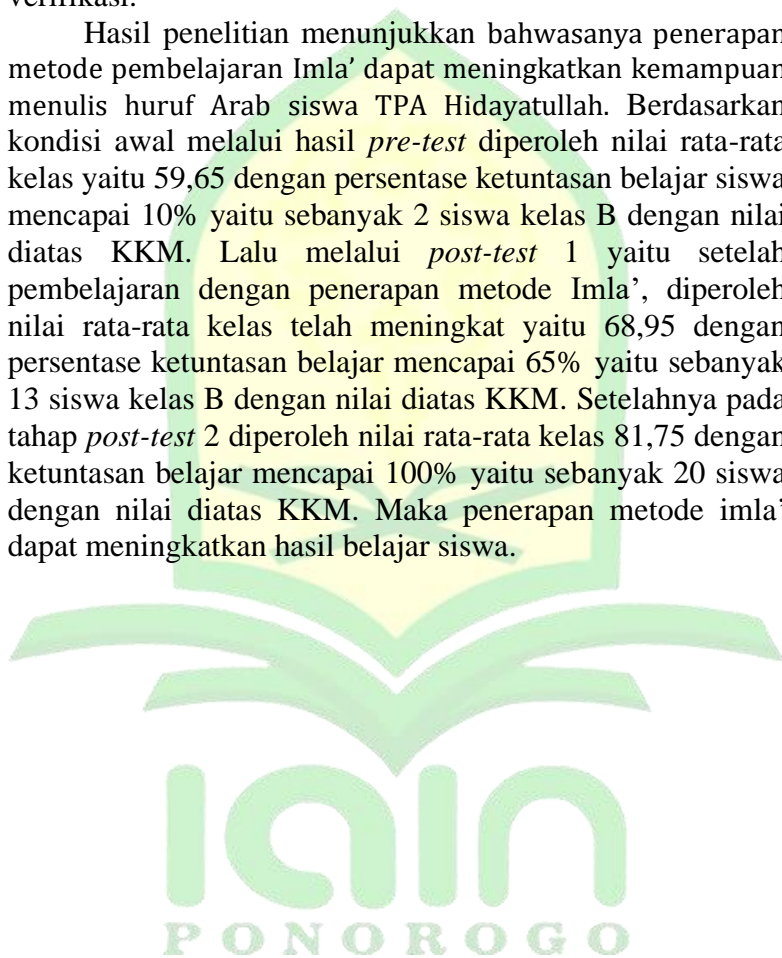 verifikasi.
Hasil penelitian menunjukkan bahwasanya penerapan
metode pembelajaran Imla’ dapat meningkatkan kemampuan
menulis huruf Arab siswa TPA Hidayatullah. Berdasarkan
kondisi awal melalui hasil pre-test diperoleh nilai rata-rata
kelas yaitu 59,65 dengan persentase ketuntasan belajar siswa
mencapai 10% yaitu sebanyak 2 siswa kelas B dengan nilai
diatas KKM. Lalu melalui post-test 1 yaitu setelah
pembelajaran dengan penerapan metode Imla’, diperoleh
nilai rata-rata kelas telah meningkat yaitu 68,95 dengan
persentase ketuntasan belajar mencapai 65% yaitu sebanyak
13 siswa kelas B dengan nilai diatas KKM. Setelahnya pada
tahap post-test 2 diperoleh nilai rata-rata kelas 81,75 dengan
ketuntasan belajar mencapai 100% yaitu sebanyak 20 siswa
dengan nilai diatas KKM. Maka penerapan metode imla’
dapat meningkatkan hasil belajar siswa.
iain
PONOROGO